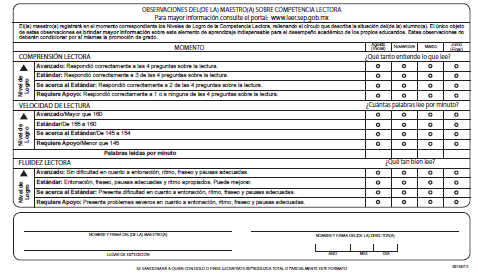 OBSERVACIONES DEL(DE LA) MAESTRO(A) SOBRE COMPETENCIA LECTORA
Para mayor información consulte el portal: www.leer.sep.gob.mx
El(la) maestro(a) registrará en el momento correspondiente los Niveles de Logro de la Competencia Lectora, rellenando el círculo que describa la situación del(de la) alumno(a). El único objeto
de estas observaciones es brindar mayor información sobre este elemento de aprendizaje indispensable para el desempeño académico de los propios educandos. Estas observaciones no
deberán condicionar por sí mismas la promoción de grado.
MOMENTO Agosto (Inicial) Noviembre Marzo Junio (Final)
COMPRENSIÓN LECTORA ¿Qué tanto entiende lo que lee?
Nivel de Logro
Avanzado: Respondió correctamente a las 4 preguntas sobre la lectura.
Estándar: Respondió correctamente a 3 de las 4 preguntas sobre la lectura.
Se acerca al Estándar: Respondió correctamente a 2 de las 4 preguntas sobre la lectura.
Requiere Apoyo: Respondió correctamente a 1 o a ninguna de las 4 preguntas sobre la lectura.
VELOCIDAD DE LECTURA ¿Cuántas palabras lee por minuto?
Nivel de Logro
Avanzado/Mayor que 160
Estándar/De 155 a 160
Se acerca al Estándar/De 145 a 154
Requiere Apoyo/Menor que 145
Palabras leídas por minuto
FLUIDEZ LECTORA ¿Qué tan bien lee?
Nivel de Logro
Avanzado: Sin dificultad en cuanto a entonación, ritmo, fraseo y pausas adecuadas.
Estándar: Entonación, fraseo, pausas adecuadas y ritmo apropiados. Puede mejorar.
Se acerca al Estándar: Presenta dificultad en cuanto a entonación, ritmo, fraseo y pausas adecuadas.
Requiere Apoyo: Presenta problemas severos en cuanto a entonación, ritmo, fraseo y pausas adecuadas.
NOMBRE Y FIRMA DEL(DE LA) MAESTRO(A) NOMBRE Y FIRMA DEL(DE LA) DIRECTOR(A)
LUGAR DE EXPEDICIÓN AÑO MES DÍA
SE SANCIONARÁ A QUIEN CON DOLO O FINES LUCRATIVOS REPRODUZCA TOTAL O PARCIALMENTE ESTE FORMATO